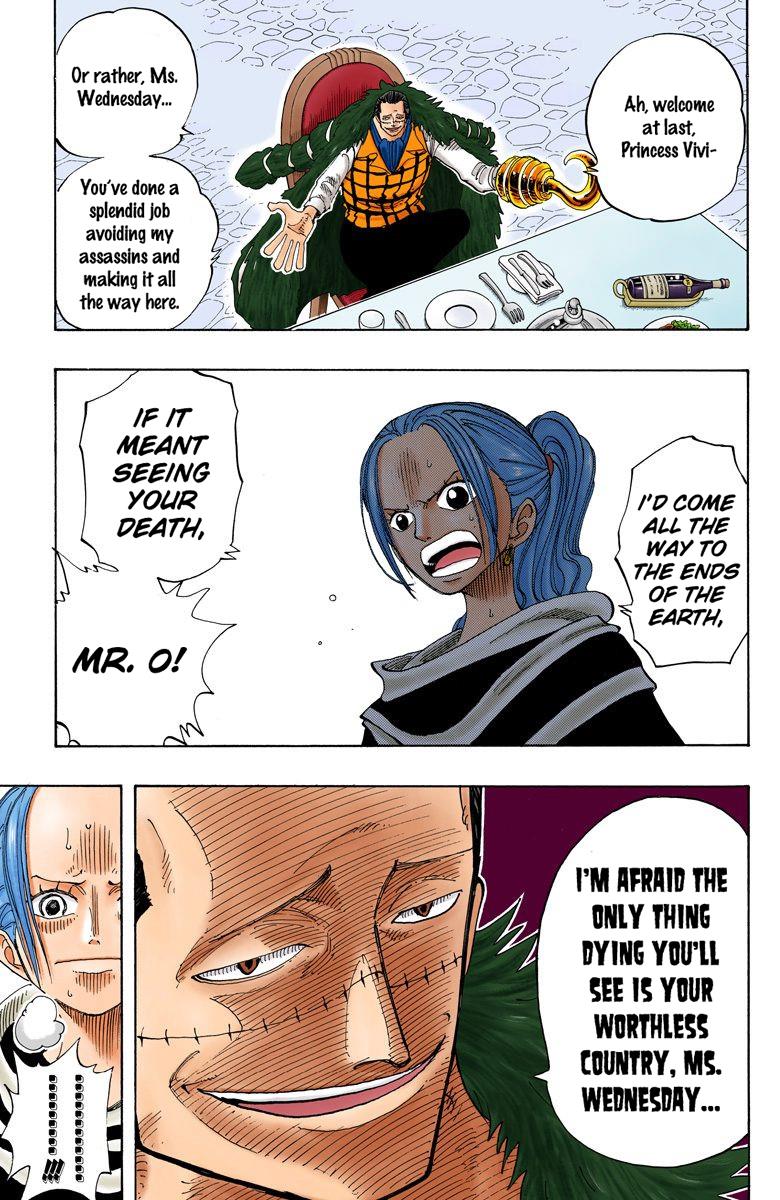 Ah, welcome
at last,
Princess Vivi-
Or rather, Ms.
Wednesday...
You've done a
splendid job
avoiding my
assassins and
making it all
the way here.
I'D COME
ALL THE
WAY TO
THE ENDS
OF THE
EARTH,
IF IT
MEANT
SEEING
YOUR
DEATH,
MR. 0!
I'M AFRAID THE
ONLY THING
DYING YOU'LL
SEE IS YOUR
WORTHLESS
COUNTRY, MS.
WEDNESDAY...
............!!!